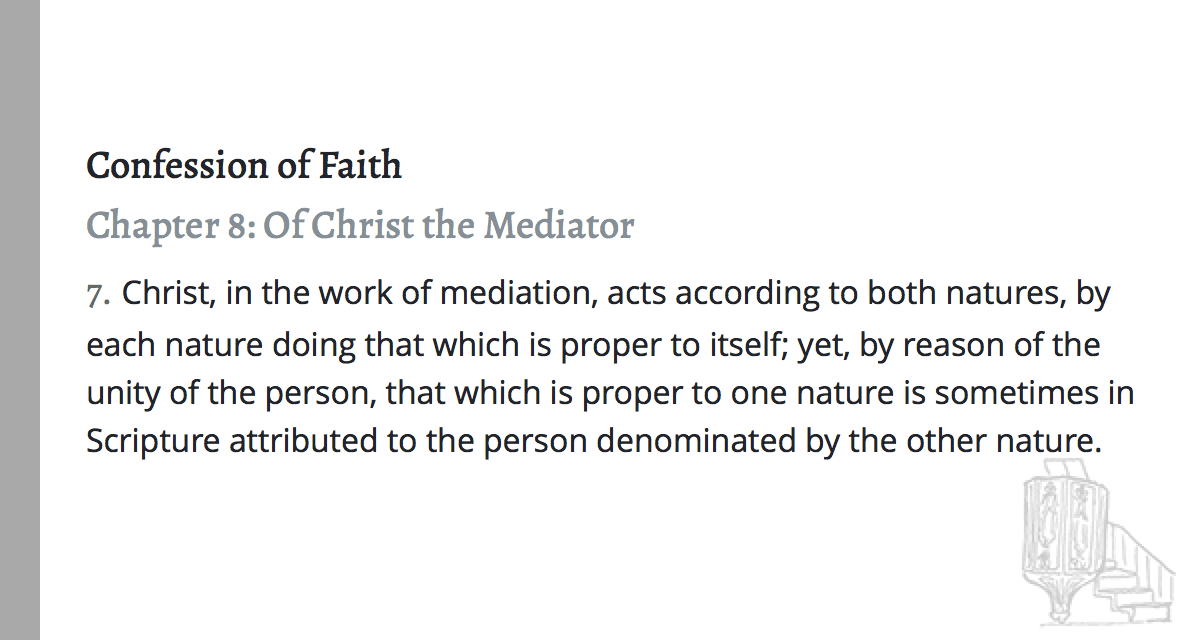 Confession of Faith
Chapter 8: Of Christ the Mediator
7. Christ, in the work of mediation, acts according to both natures, by
each nature doing that which is proper to itself; yet, by reason of the
unity of the person, that which is proper to one nature is sometimes in
Scripture attributed to the person denominated by the other nature.